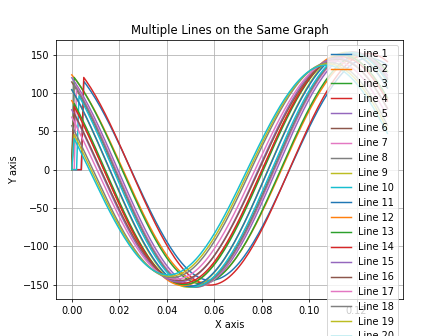 Multiple Lines on the Same Graph
150
100
50
0
−50
−100
−150
Y axis
0.00
0.02
0.04
0.06
0.08
0.10
X axis
Line 1
Line 2
Line 3
Line 4
Line 5
Line 6
Line 7
Line 8
Line 9
Line 10
Line 11
Line 12
Line 13
Line 14
Line 15
Line 16
Line 17
Line 18
Line 19
Line 20